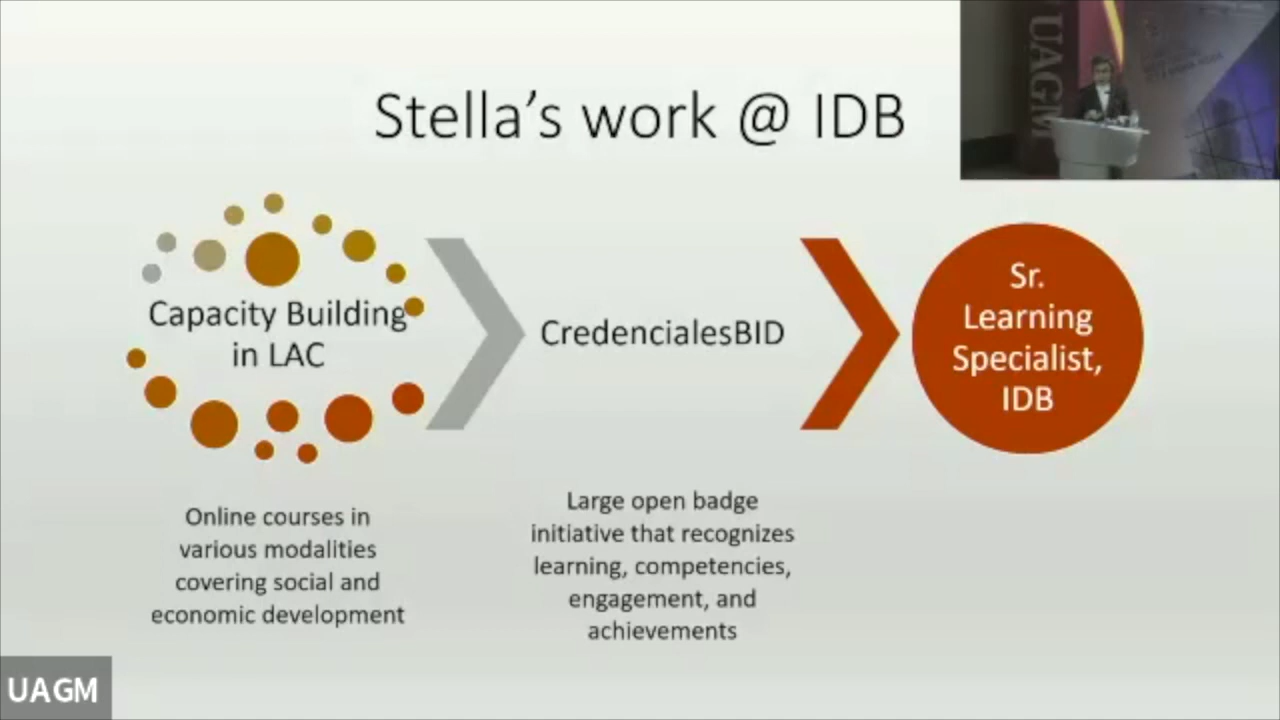 Stella's work @ IDB
UAGM
Capacity Building
in LAC
CredencialesBID
Sr.
Learning
Specialist,
IDB
Online courses in
various modalities
covering social and
economic development
Large open badge
initiative that recognizes
learning, competencies,
engagement, and
achievements
UAGM